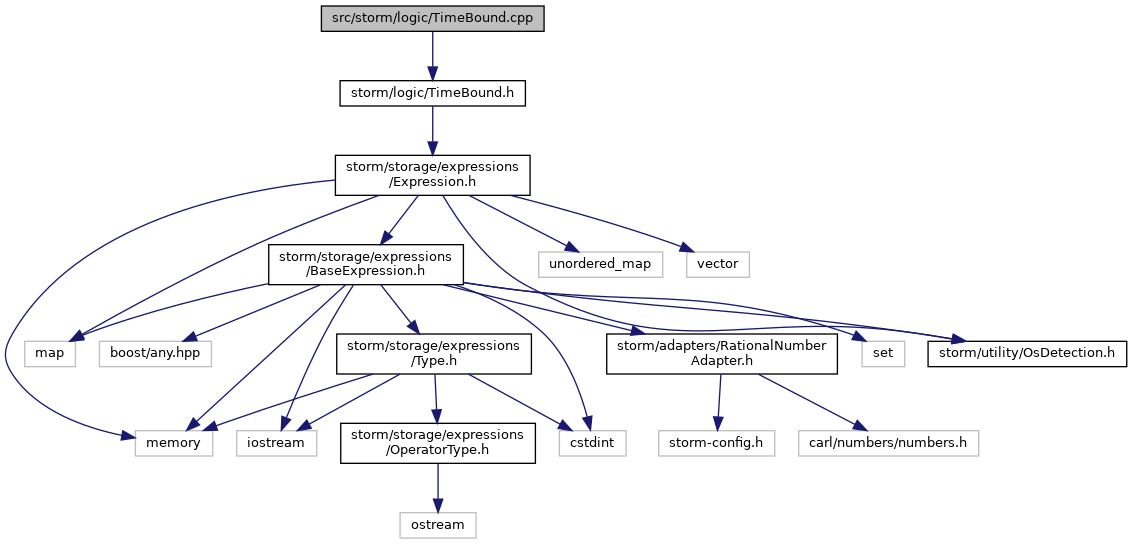 src/storm/logic/TimeBound.cpp
storm/logic/TimeBound.h
storm/storage/expressions
/Expression.h
storm/storage/expressions
/BaseExpression.h
unordered_map
vector
map
boost/any.hpp
storm/storage/expressions
/Type.h
storm/adapters/RationalNumber
Adapter.h
set
storm/utility/OsDetection.h
memory
iostream
storm/storage/expressions
/OperatorType.h
cstdint
storm-config.h
carl/numbers/numbers.h
ostream